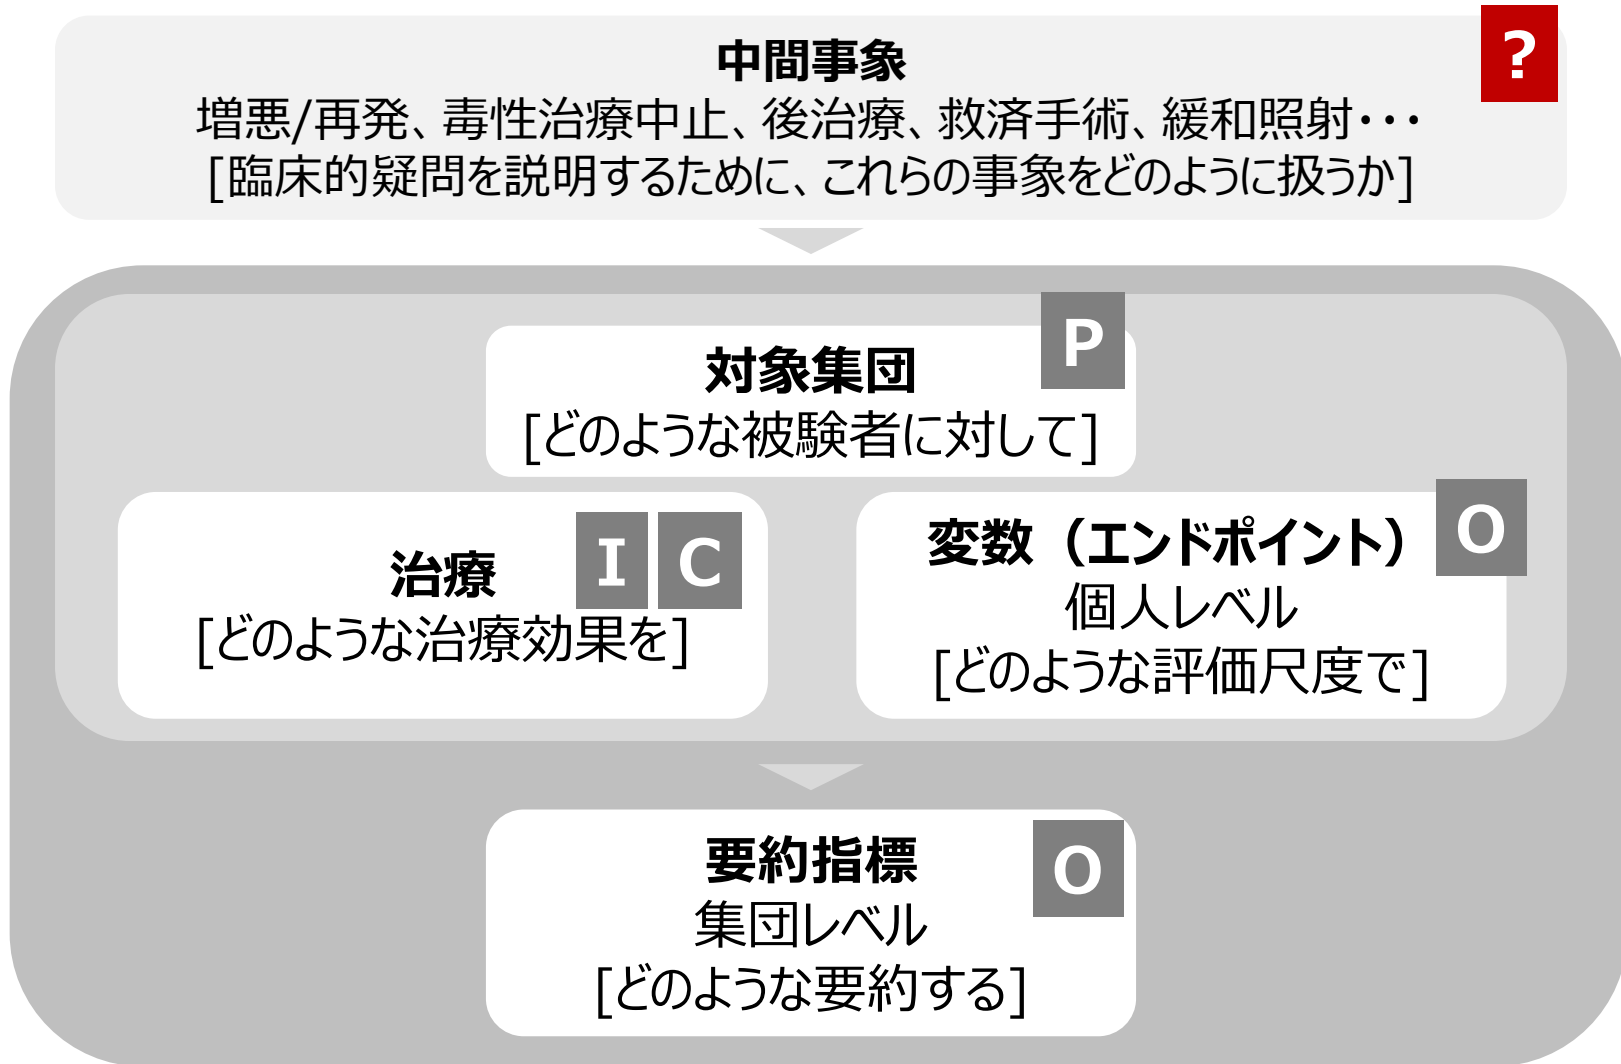 ?
中間事象
増悪/再発、毒性治療中止、後治療、救済手術、緩和照射・・・
[臨床的疑問を説明するために、これらの事象をどのように扱うか]
P
対象集団
[どのような被験者に対して]
I C
治療
[どのような治療効果を]
O
変数（エンドポイント）
個人レベル
[どのような評価尺度で]
O
要約指標
集団レベル
[どのような要約する]